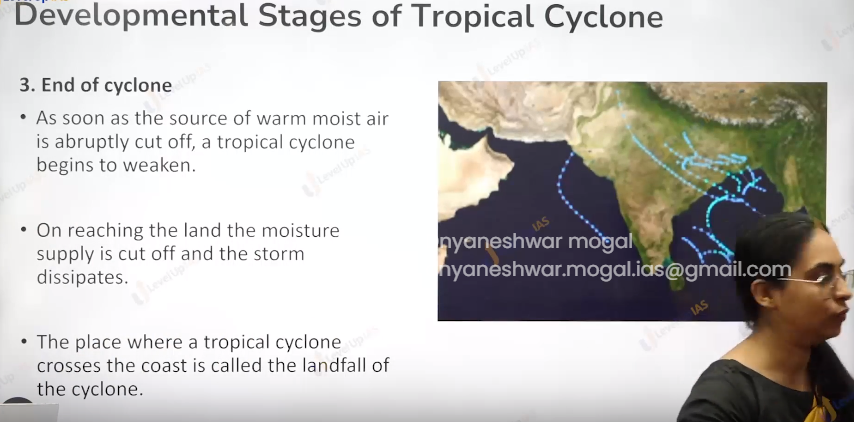 Developmental Stages of Tropical Cyclone
3. End of cyclone
• As soon as the source of warm moist air
is abruptly cut off, a tropical cyclone
begins to weaken.
• On reaching the land the moisture
supply is cut off and the storm
dissipates.
• The place where a tropical cyclone
crosses the coast is called the landfall of
the cyclone.
IAS
nyaneshwar mogal
nyaneshwar.mogal.ias@gmail.com
IAS